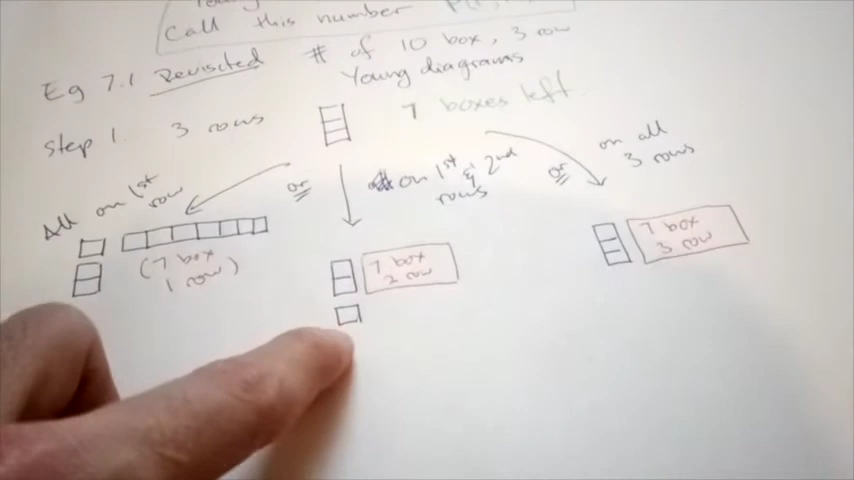 Young
Call this number
Eg 7.1 Revisited # of 10 box, 3 row
Young diagrams
Step 1. 3 rows 7 boxes left
All on 1st row
or
on 1st & 2nd rows
or
on all 3 rows
(7 box
1 row)
7 box
2 row
7 box
3 row